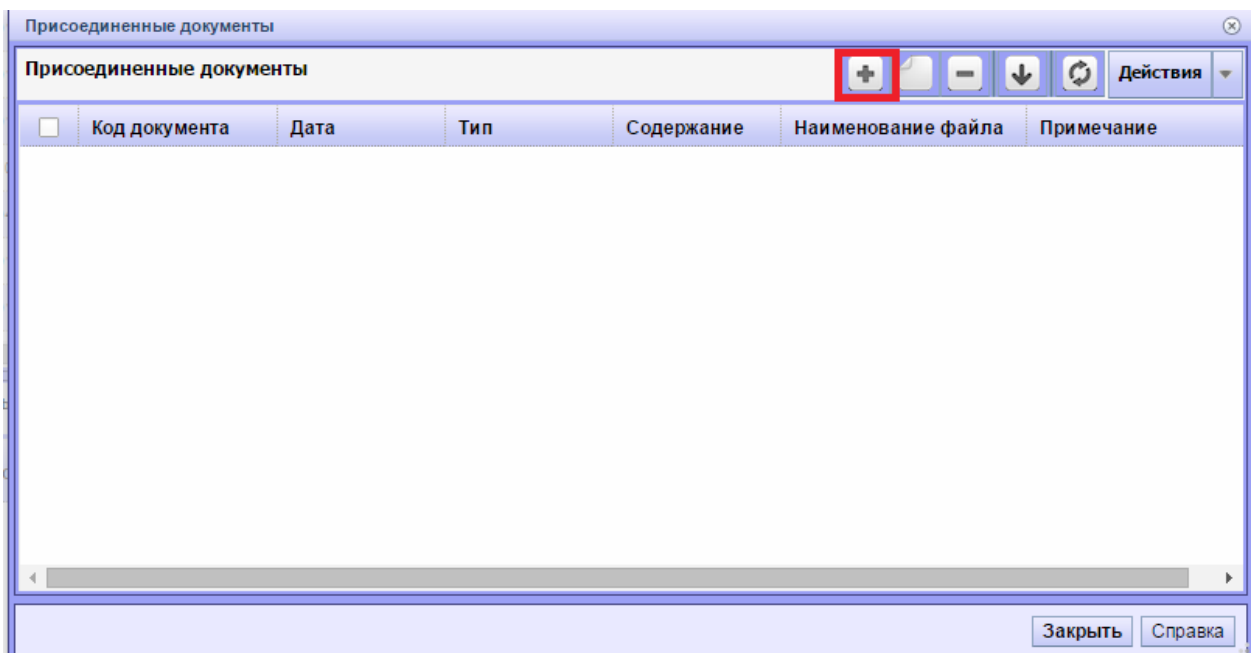 Присоединенные документы
Присоединенные документы
Действия
Код документа Дата Тип Содержание Наименование файла Примечание
Закрыть Справка